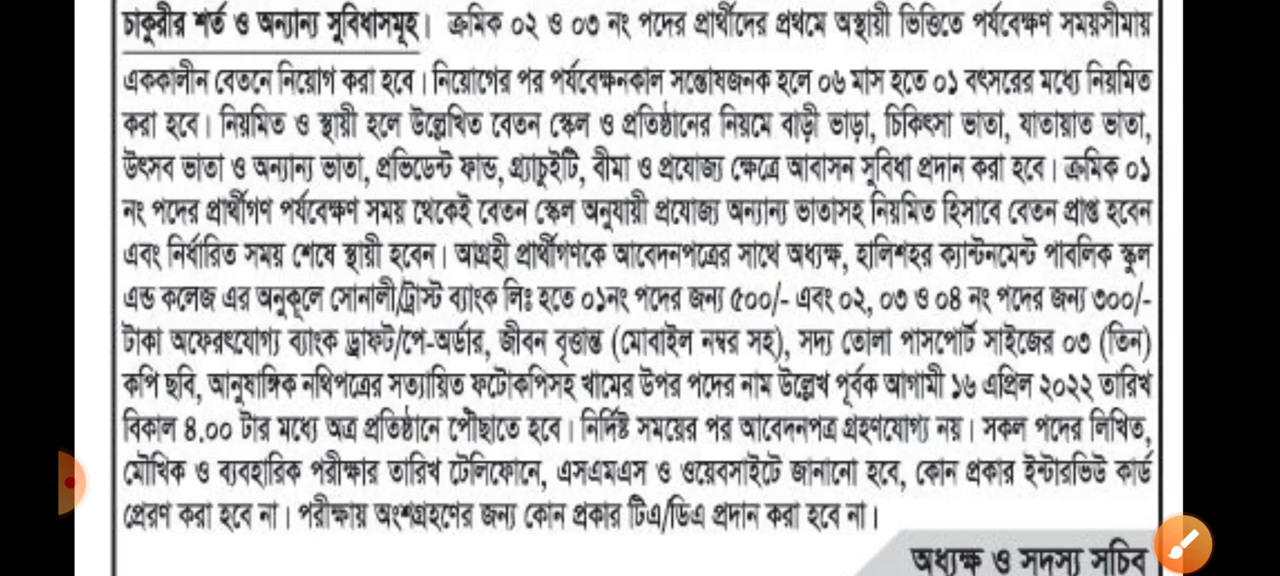 চাকুরীর শর্ত ও অন্যান্য সুবিধাসমূহ। ক্রমিক ০২ ও ০৩ নং পদের প্রার্থীদের প্রথমে অস্থায়ী ভিত্তিতে পর্যবেক্ষণ সময়সীমায়
এককালীন বেতনে নিয়োগ করা হবে। নিয়োগের পর পর্যবেক্ষনকাল সন্তোষজনক হলে ০৬ মাস হতে ০১ বৎসরের মধ্যে নিয়মিত
করা হবে। নিয়মিত ও স্থায়ী হলে উল্লেখিত বেতন স্কেল ও প্রতিষ্ঠানের নিয়মে বাড়ী ভাড়া, চিকিৎসা ভাতা, যাতায়াত ভাতা,
উৎসব ভাতা ও অন্যান্য ভাতা, প্রভিডেন্ট ফান্ড, গ্র্যাচুইটি, বীমা ও প্রযোজ্য ক্ষেত্রে আবাসন সুবিধা প্রদান করা হবে। ক্রমিক ০১
নং পদের প্রার্থীগণ পর্যবেক্ষণ সময় থেকেই বেতন স্কেল অনুযায়ী প্রযোজ্য অন্যান্য ভাতাসহ নিয়মিত হিসাবে বেতন প্রাপ্ত হবেন
এবং নির্ধারিত সময় শেষে স্থায়ী হবেন। আগ্রহী প্রার্থীগণকে আবেদনপত্রের সাথে অধ্যক্ষ, হালিশহর ক্যান্টনমেন্ট পাবলিক স্কুল
এন্ড কলেজ এর অনুকূলে সোনালী/ট্রাস্ট ব্যাংক লিঃ হতে ০১নং পদের জন্য ৫০০/- এবং ০২, ০৩ ও ০৪ নং পদের জন্য ৩০০/-
টাকা অফেরৎযোগ্য ব্যাংক ড্রাফট/পে-অর্ডার, জীবন বৃত্তান্ত (মোবাইল নম্বর সহ), সদ্য তোলা পাসপোর্ট সাইজের ০৩ (তিন)
কপি ছবি, আনুষাঙ্গিক নথিপত্রের সত্যায়িত ফটোকপিসহ খামের উপর পদের নাম উল্লেখ পূর্বক আগামী ১৬ এপ্রিল ২০২২ তারিখ
বিকাল ৪.০০ টার মধ্যে অত্র প্রতিষ্ঠানে পৌঁছাতে হবে। নির্দিষ্ট সময়ের পর আবেদনপত্র গ্রহণযোগ্য নয়। সকল পদের লিখিত,
মৌখিক ও ব্যবহারিক পরীক্ষার তারিখ টেলিফোনে, এসএমএস ও ওয়েবসাইটে জানানো হবে, কোন প্রকার ইন্টারভিউ কার্ড
প্রেরণ করা হবে না। পরীক্ষায় অংশগ্রহণের জন্য কোন প্রকার টিএ/ডিএ প্রদান করা হবে না।
অধ্যক্ষ ও সদস্য সচিব